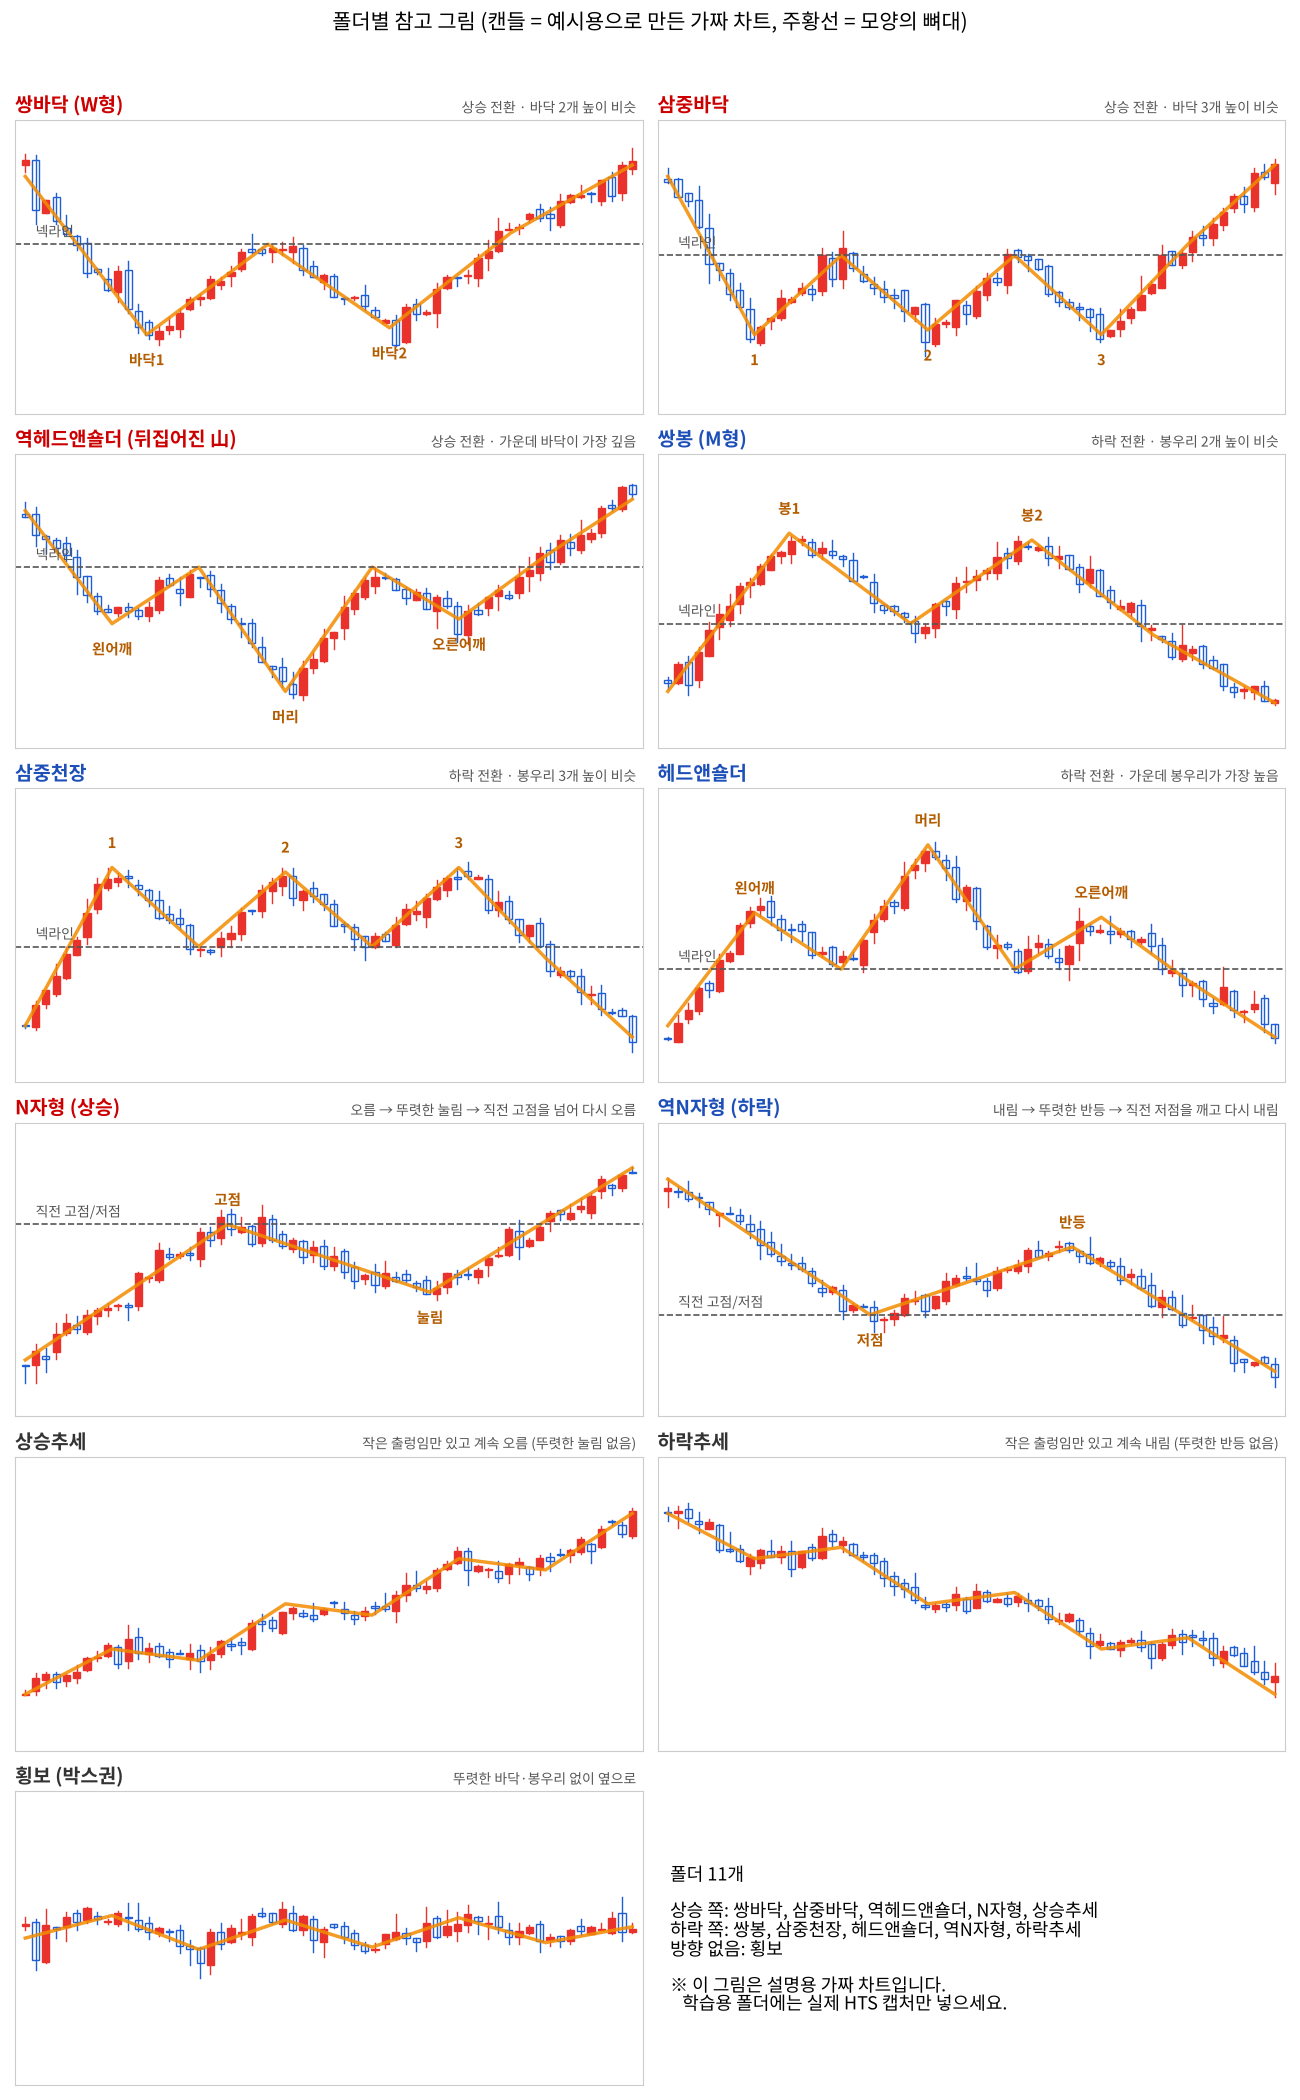 폴더별 참고 그림 (캔들 = 예시용으로 만든 가짜 차트, 주황선 = 모양의 뼈대)
쌍바닥 (W형)
상승 전환 · 바닥 2개 높이 비슷
넥라인
바닥1
바닥2
삼중바닥
상승 전환 · 바닥 3개 높이 비슷
넥라인
1
2
3
역헤드앤숄더 (뒤집어진 山)
상승 전환 · 가운데 바닥이 가장 깊음
넥라인
왼어깨
머리
오른어깨
쌍봉 (M형)
하락 전환 · 봉우리 2개 높이 비슷
봉1
봉2
넥라인
삼중천장
하락 전환 · 봉우리 3개 높이 비슷
1
2
3
넥라인
헤드앤숄더
하락 전환 · 가운데 봉우리가 가장 높음
머리
왼어깨
오른어깨
넥라인
N자형 (상승)
오름 → 뚜렷한 눌림 → 직전 고점을 넘어 다시 오름
고점
직전 고점/저점
눌림
역N자형 (하락)
내림 → 뚜렷한 반등 → 직전 저점을 깨고 다시 내림
반등
직전 고점/저점
저점
상승추세
작은 출렁임만 있고 계속 오름 (뚜렷한 눌림 없음)
하락추세
작은 출렁임만 있고 계속 내림 (뚜렷한 반등 없음)
횡보 (박스권)
뚜렷한 바닥·봉우리 없이 옆으로
폴더 11개
상승 쪽: 쌍바닥, 삼중바닥, 역헤드앤숄더, N자형, 상승추세
하락 쪽: 쌍봉, 삼중천장, 헤드앤숄더, 역N자형, 하락추세
방향 없음: 횡보
※ 이 그림은 설명용 가짜 차트입니다.
학습용 폴더에는 실제 HTS 캡처만 넣으세요.